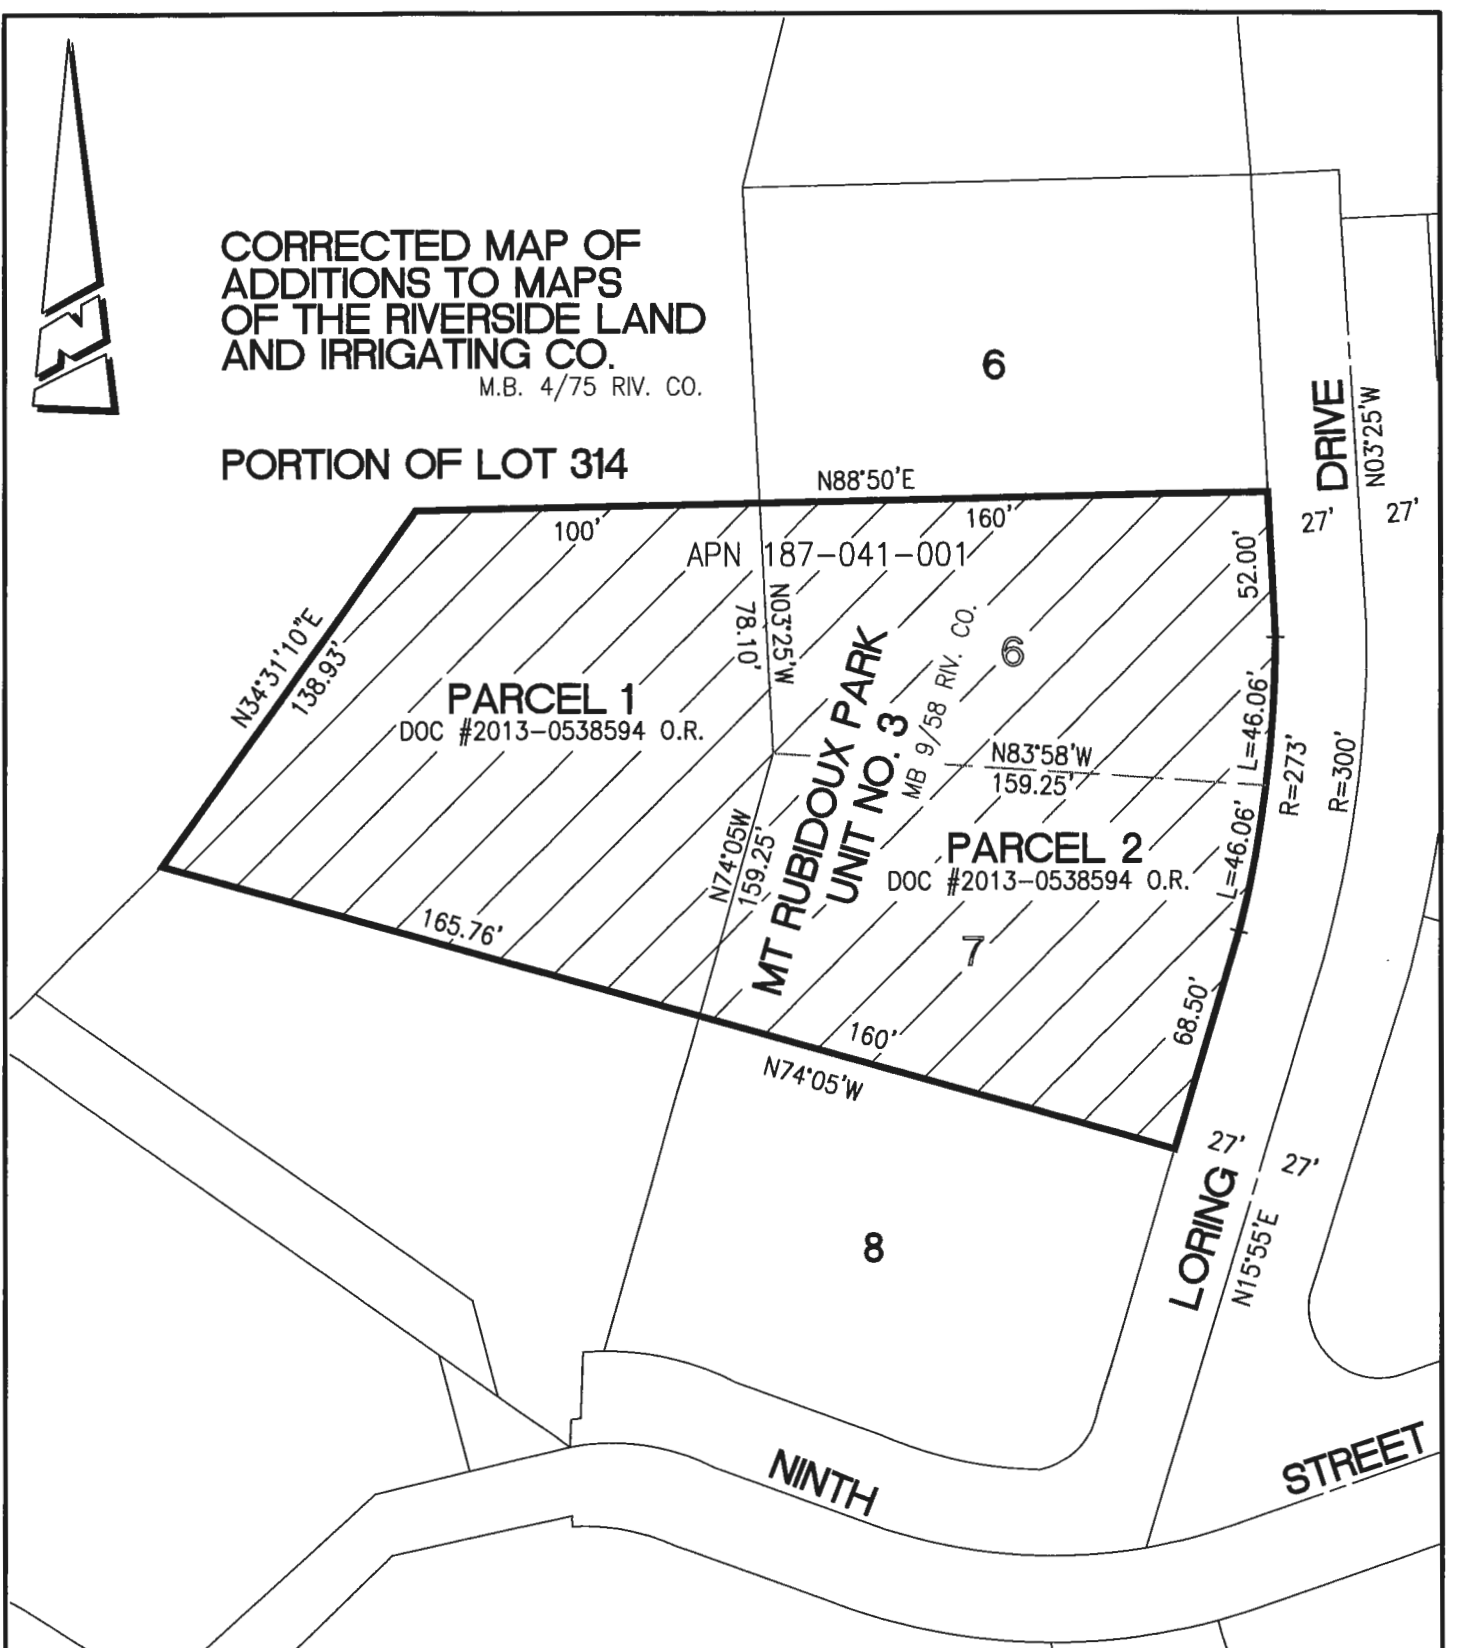 N
CORRECTED MAP OF
ADDITIONS TO MAPS
OF THE RIVERSIDE LAND
AND IRRIGATING CO.
M.B. 4/75 RIV. CO.
PORTION OF LOT 314
6
DRIVE
N03°25'W
27'
27'
N88°50'E
100'
160'
APN 187-041-001
52.00'
N34°31'10"E
138.93'
N03°25'W
78.10'
6
PARCEL 1
DOC #2013-0538594 O.R.
MT RUBIDOUX PARK
UNIT NO. 3
MB 9/58 RIV. CO.
L=46.06'
N83°58'W
159.25'
R=273'
R=300'
L=46.06'
N74°05W
159.25'
PARCEL 2
DOC #2013-0538594 O.R.
165.76'
7
68.50'
160'
N74°05'W
27'
27'
LORING
N15°55'E
8
NINTH
STREET